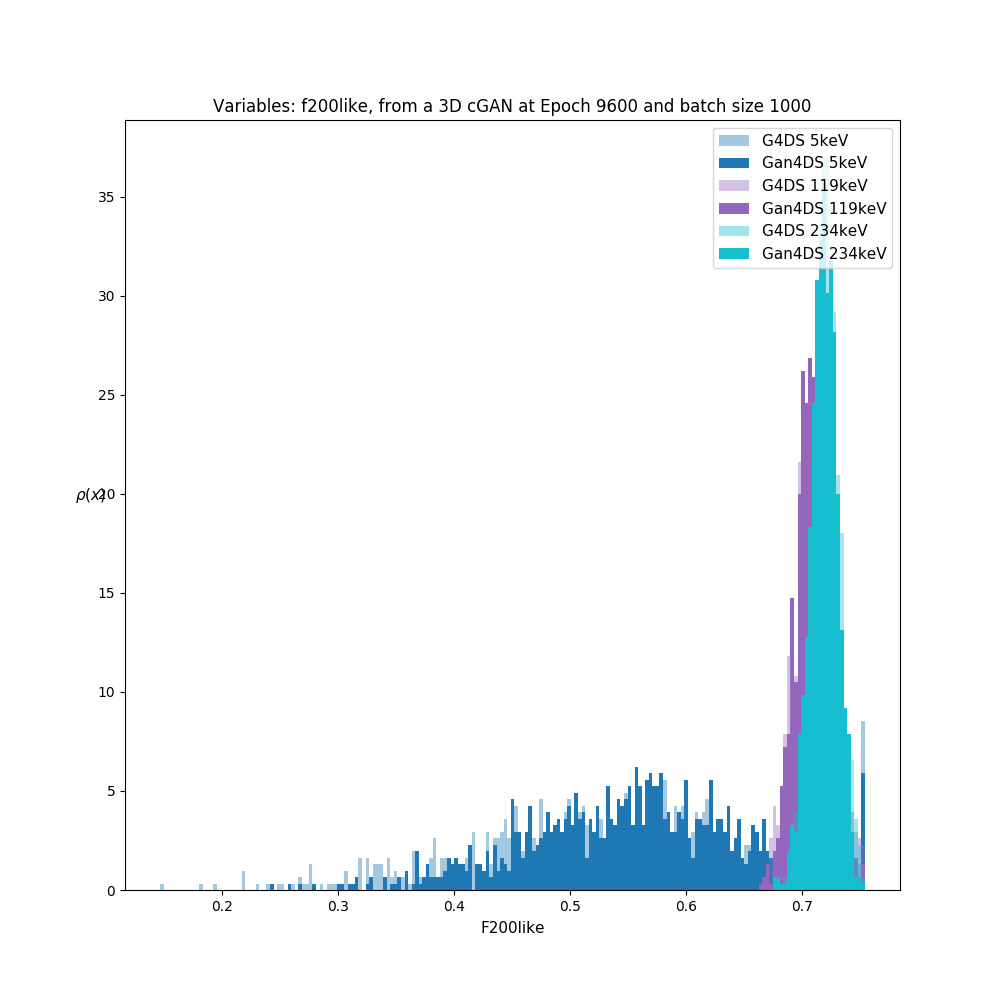 Variables: f200like, from a 3D cGAN at Epoch 9600 and batch size 1000
G4DS 5keV
Gan4DS 5keV
G4DS 119keV
Gan4DS 119keV
G4DS 234keV
Gan4DS 234keV
35
30
25
ρ(x)
20
15
10
5
0
0.2 0.3 0.4 0.5 0.6 0.7
F200like